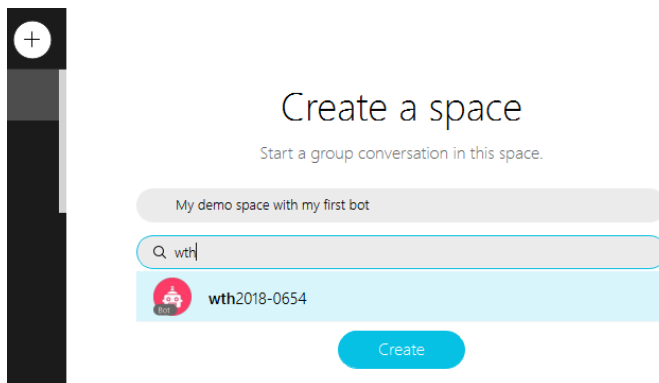 Create a space
Start a group conversation in this space.
My demo space with my first bot
wth
wth2018-0654
Bot
Create